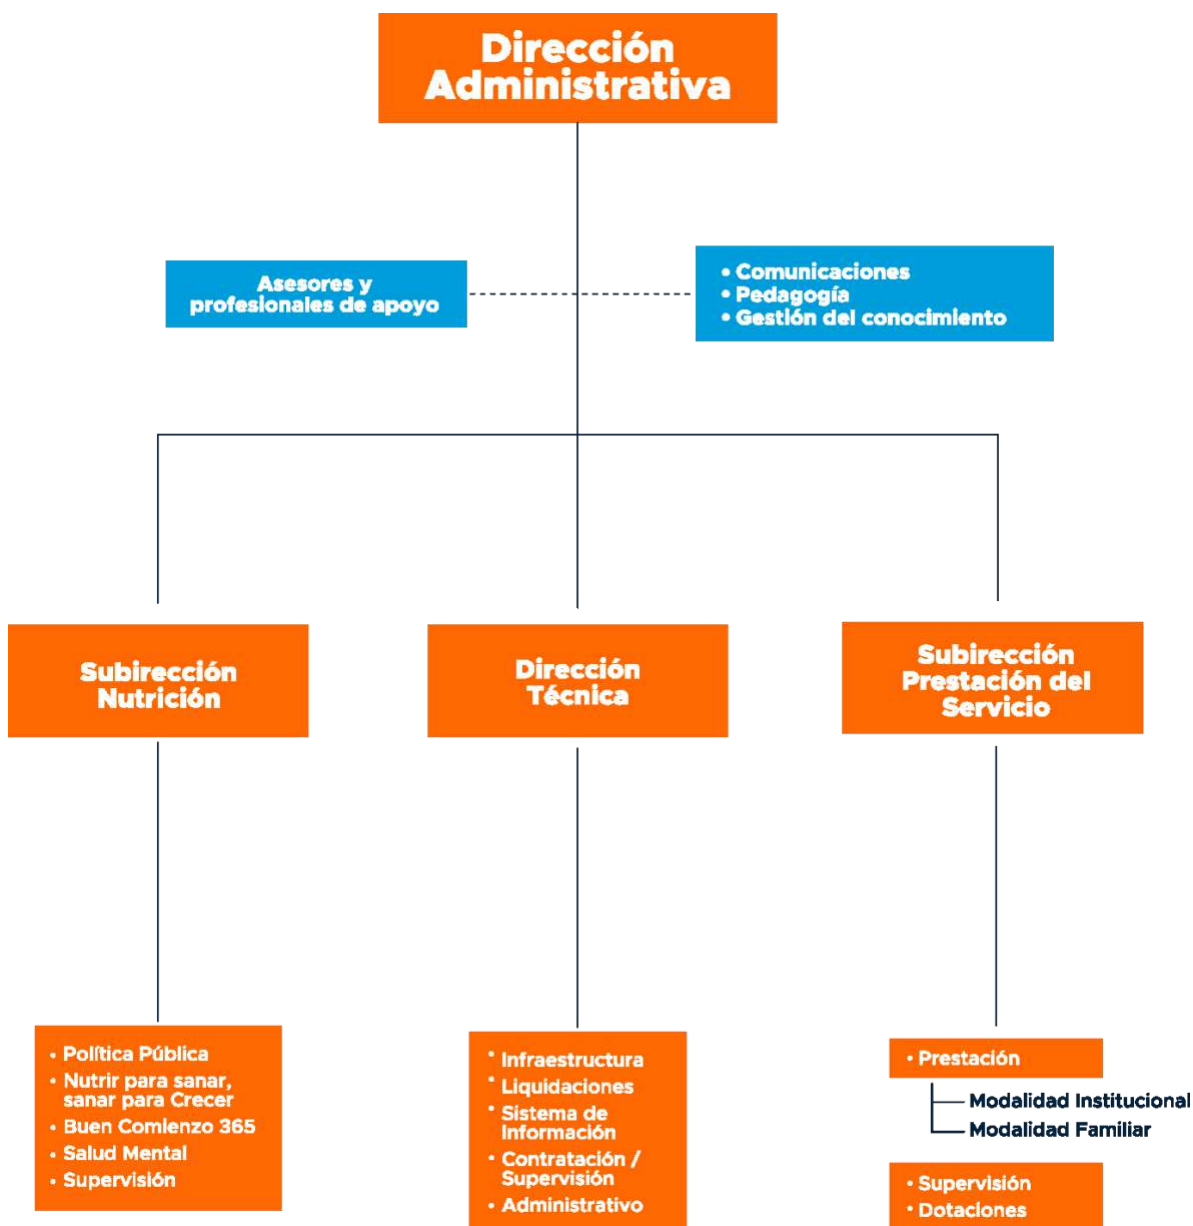 Dirección
Administrativa
Asesores y
profesionales de apoyo
• Comunicaciones
• Pedagogía
• Gestión del conocimiento
Subirección
Nutrición
Dirección
Técnica
Subirección
Prestación del
Servicio
• Política Pública
• Nutrir para sanar,
sanar para Crecer
• Buen Comienzo 365
• Salud Mental
• Supervisión
• Infraestructura
• Liquidaciones
• Sistema de
Información
• Contratación /
Supervisión
• Administrativo
• Prestación
Modalidad Institucional
Modalidad Familiar
• Supervisión
• Dotaciones